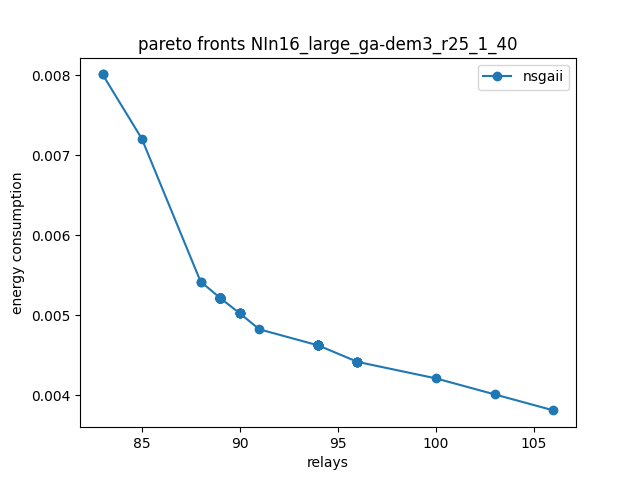 pareto fronts NIn16_large_ga-dem3_r25_1_40
nsgaii
0.008
0.007
0.006
0.005
0.004
energy consumption
85 90 95 100 105
relays